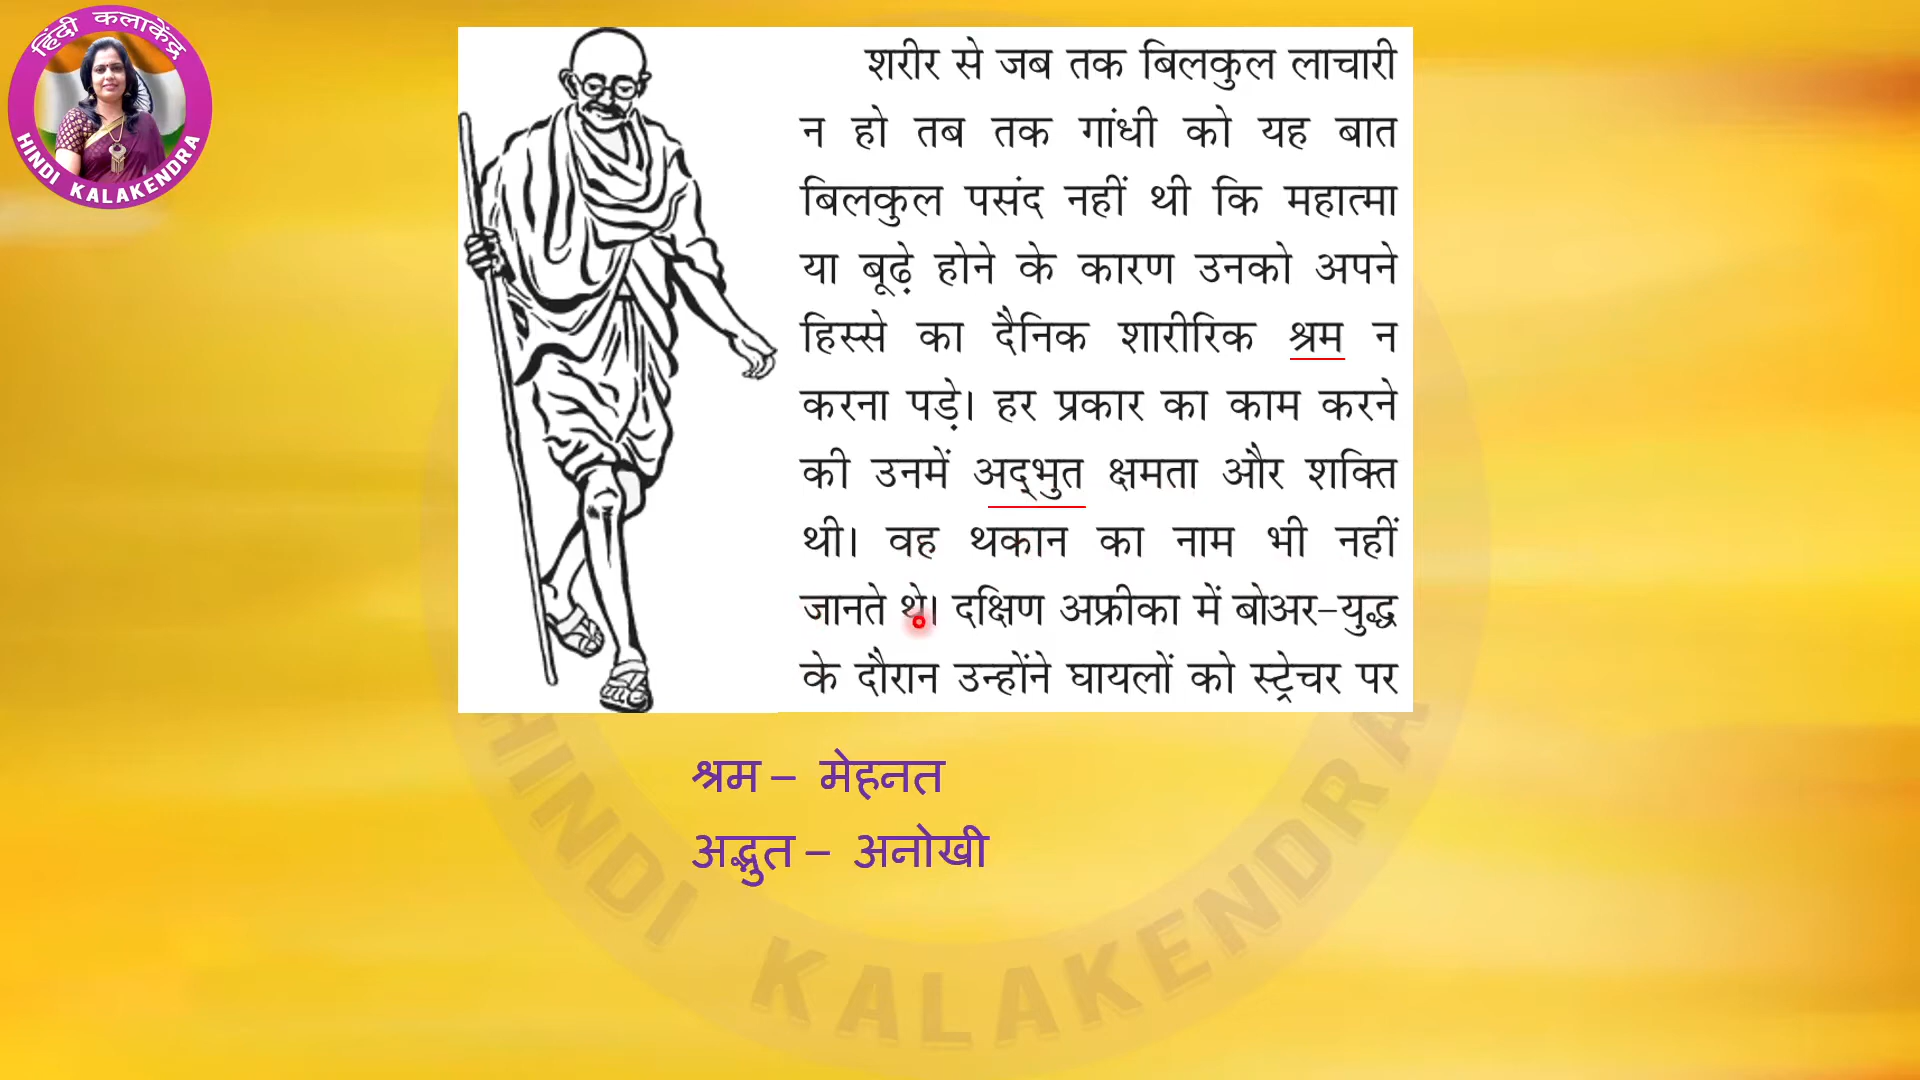 हिंदी कलाकेंद्र
HINDI KALAKENDRA
शरीर से जब तक बिलकुल लाचारी
न हो तब तक गांधी को यह बात
बिलकुल पसंद नहीं थी कि महात्मा
या बूढ़े होने के कारण उनको अपने
हिस्से का दैनिक शारीरिक श्रम न
करना पड़े। हर प्रकार का काम करने
की उनमें अद्‌भुत क्षमता और शक्ति
थी। वह थकान का नाम भी नहीं
जानते थे। दक्षिण अफ्रीका में बोअर–युद्ध
के दौरान उन्होंने घायलों को स्ट्रेचर पर
श्रम – मेहनत
अद्भुत – अनोखी
HINDI KALAKENDRA